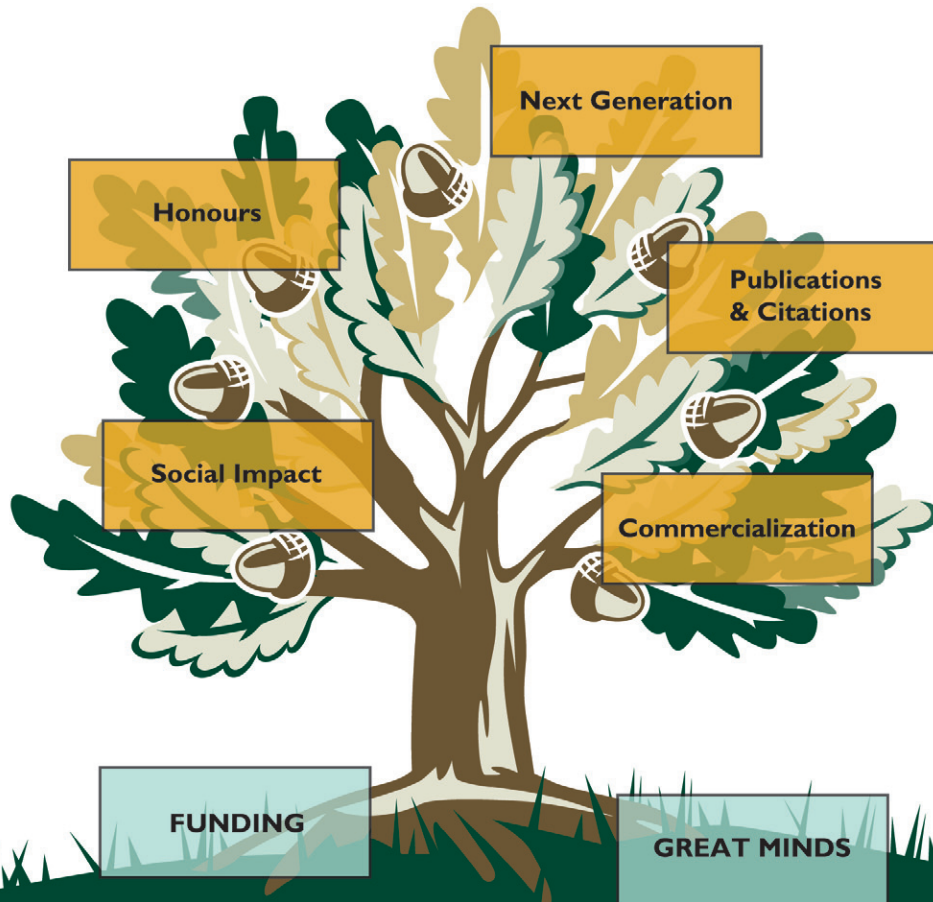 Next Generation
Honours
Publications
& Citations
Social Impact
Commercialization
FUNDING
GREAT MINDS